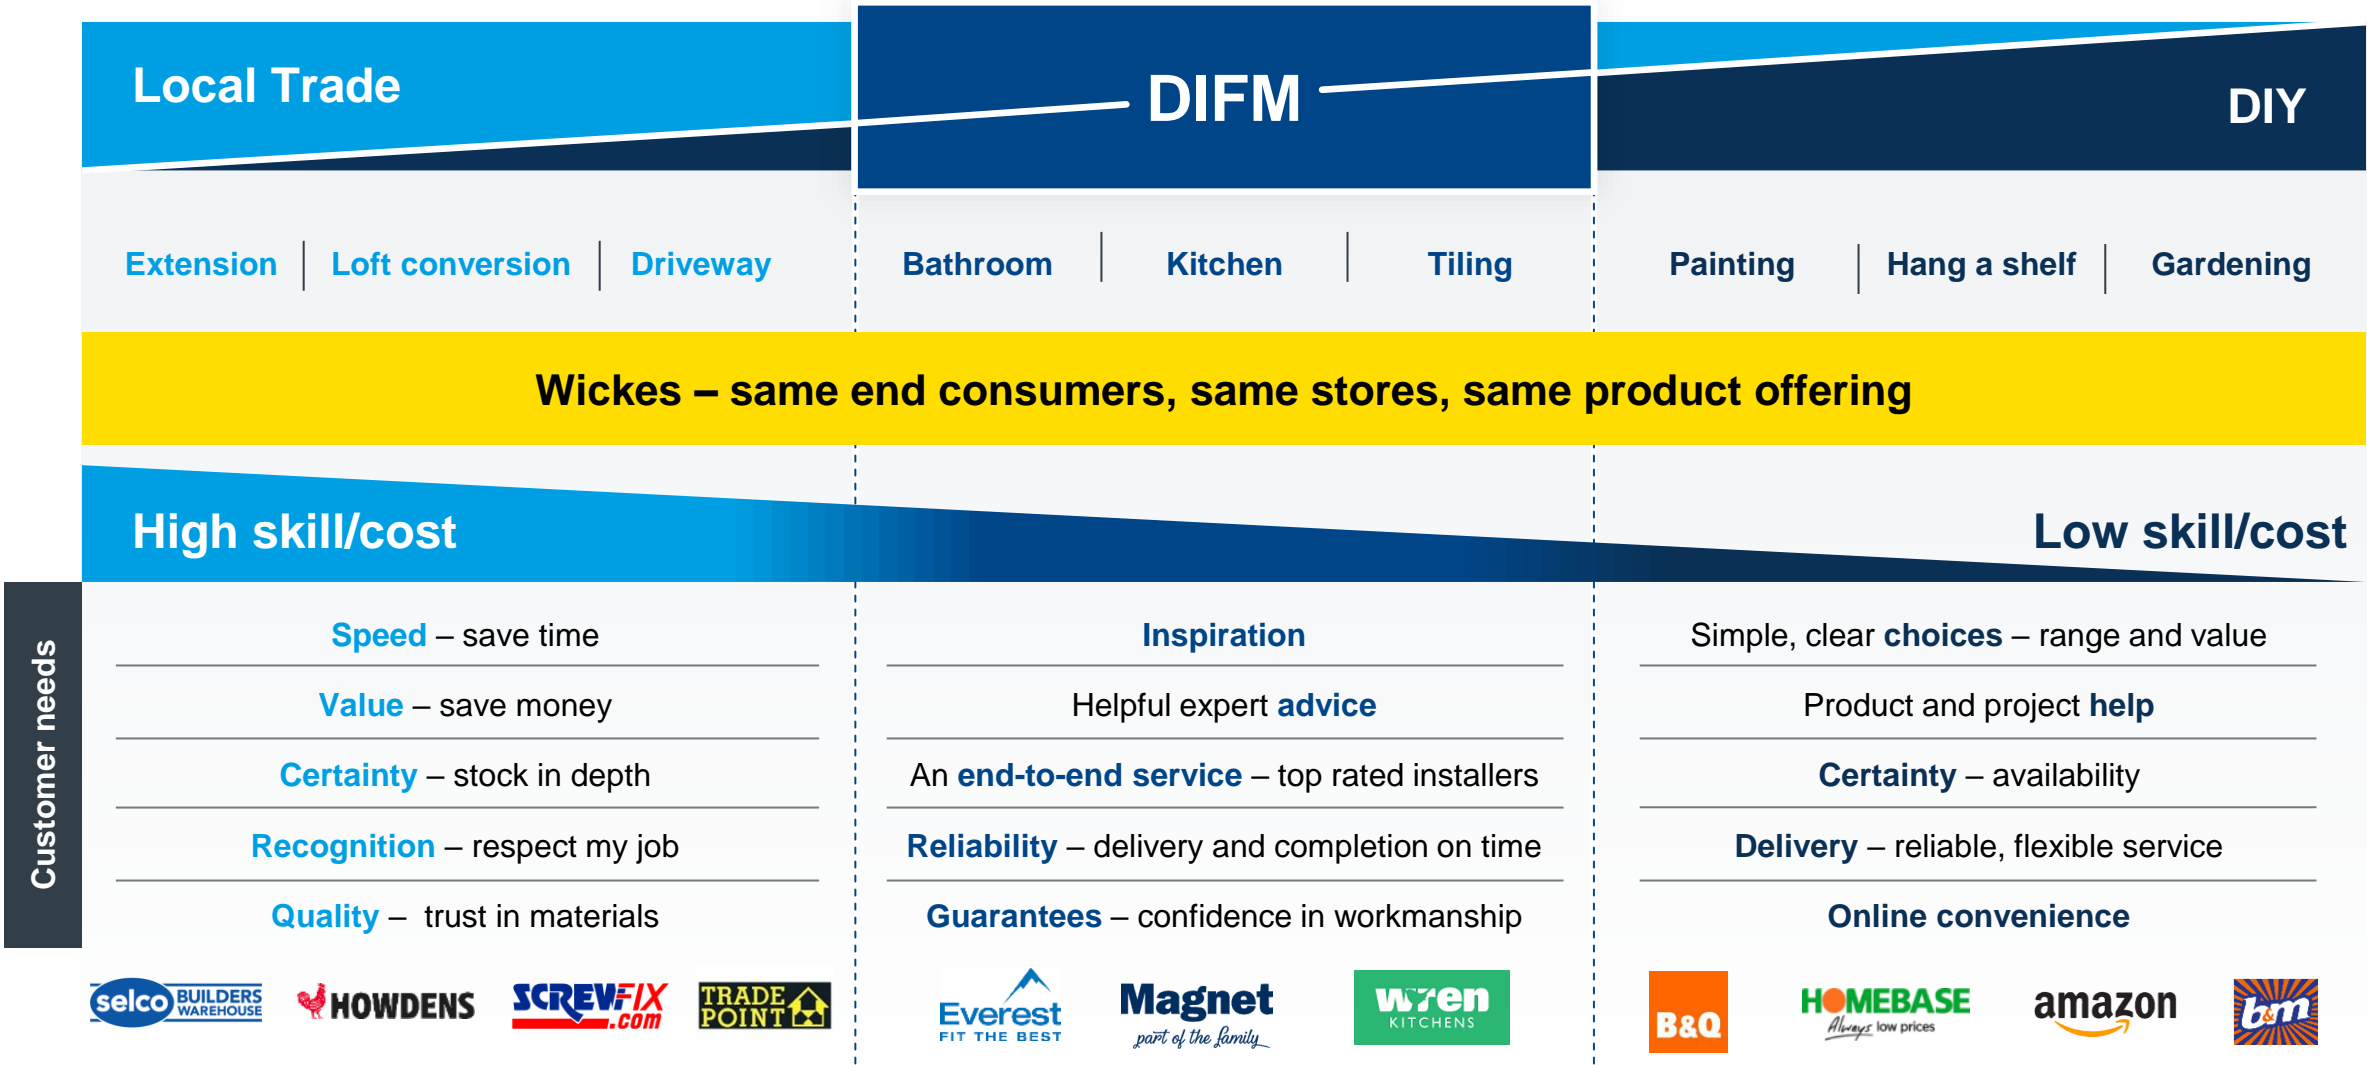 Local Trade
DIFM
DIY
Extension
Loft conversion
Driveway
Bathroom
Kitchen
Tiling
Painting
Hang a shelf
Gardening
Wickes – same end consumers, same stores, same product offering
High skill/cost
Low skill/cost
Customer needs
Speed – save time
Value – save money
Certainty – stock in depth
Recognition – respect my job
Quality – trust in materials
Inspiration
Helpful expert advice
An end-to-end service – top rated installers
Reliability – delivery and completion on time
Guarantees – confidence in workmanship
Simple, clear choices – range and value
Product and project help
Certainty – availability
Delivery – reliable, flexible service
Online convenience
selco BUILDERS
WAREHOUSE
HOWDENS
SCREWFIX
.com
TRADE
POINT
Everest
FIT THE BEST
Magnet
part of the family
wren
KITCHENS
B&Q
HOMEBASE
Always low prices
amazon
b&m